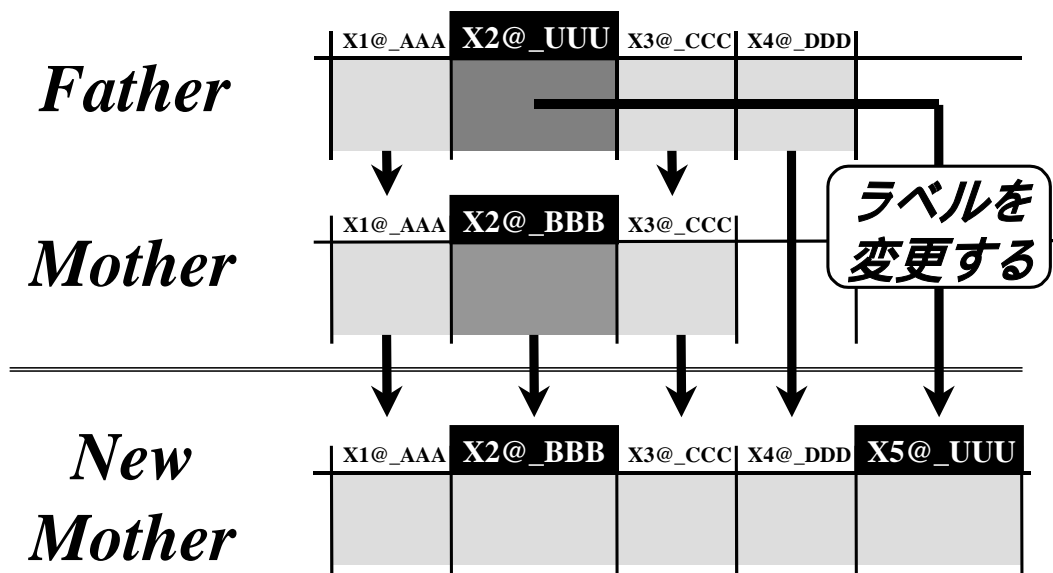 X1@_AAA X2@_UUU X3@_CCC X4@_DDD
Father
X1@_AAA X2@_BBB X3@_CCC
Mother
ラベルを
変更する
X1@_AAA X2@_BBB X3@_CCC X4@_DDD X5@_UUU
New
Mother